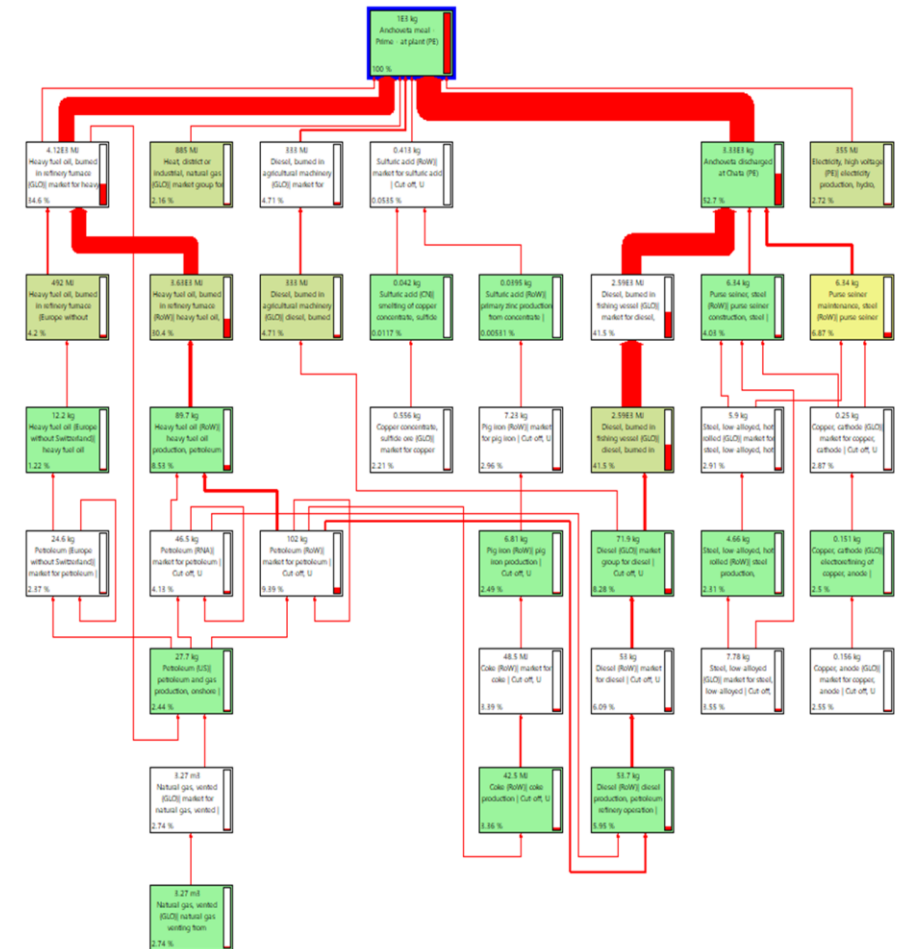 1E3 kg
Anchoveta meal -
Prime - at plant (PE)
100 %
4.12E3 MJ
Heavy fuel oil, burned
in refinery furnace
(GLO)| market for heavy
34.6 %
885 MJ
Heat, district or
industrial, natural gas
(GLO)| market group for
2.16 %
333 MJ
Diesel, burned in
agricultural machinery
(GLO)| market for
4.71 %
0.413 kg
Sulfuric acid (RoW)|
market for sulfuric acid
| Cut off, U
0.0535 %
3.33E3 kg
Anchoveta discharged
at Chata (PE)
52.7 %
355 MJ
Electricity, high voltage
(PE)| electricity
production, hydro,
2.72 %
492 MJ
Heavy fuel oil, burned
in refinery furnace
(Europe without
4.2 %
3.63E3 MJ
Heavy fuel oil, burned
in refinery furnace
(RoW)| heavy fuel oil,
30.4 %
333 MJ
Diesel, burned in
agricultural machinery
(GLO)| diesel, burned
4.71 %
0.042 kg
Sulfuric acid (CN)|
smelting of copper
concentrate, sulfide
0.0117 %
0.0395 kg
Sulfuric acid (RoW)|
primary zinc production
from concentrate |
0.00531 %
2.59E3 MJ
Diesel, burned in
fishing vessel (GLO)|
market for diesel,
41.5 %
6.34 kg
Purse seiner, steel
(RoW)| purse seiner
construction, steel |
4.03 %
6.34 kg
Purse seiner
maintenance, steel
(RoW)| purse seiner
6.87 %
12.2 kg
Heavy fuel oil (Europe
without Switzerland)|
heavy fuel oil
1.22 %
89.7 kg
Heavy fuel oil (RoW)|
heavy fuel oil
production, petroleum
8.53 %
0.556 kg
Copper concentrate,
sulfide ore (GLO)|
market for copper
2.21 %
7.23 kg
Pig iron (RoW)| market
for pig iron | Cut off, U
2.96 %
2.59E3 MJ
Diesel, burned in
fishing vessel (GLO)|
diesel, burned in
41.5 %
5.9 kg
Steel, low alloyed, hot
rolled (GLO)| market for
steel, low alloyed, hot
2.91 %
0.25 kg
Copper, cathode (GLO)|
market for copper,
cathode | Cut off, U
2.87 %
24.6 kg
Petroleum (Europe
without Switzerland)|
market for petroleum |
2.37 %
46.5 kg
Petroleum (RNA)|
market for petroleum |
Cut off, U
4.13 %
102 kg
Petroleum (RoW)|
market for petroleum |
Cut off, U
9.39 %
6.81 kg
Pig iron (RoW)| pig
iron production |
Cut off, U
2.49 %
71.9 kg
Diesel (GLO)| market
group for diesel |
Cut off, U
8.28 %
4.66 kg
Steel, low alloyed, hot
rolled (RoW)| steel
production,
2.31 %
0.151 kg
Copper, cathode (GLO)|
electrorefining of
copper, anode |
2.5 %
27.7 kg
Petroleum (US)|
petroleum and gas
production, onshore |
2.44 %
48.5 MJ
Coke (RoW)| market for
coke | Cut off, U
3.39 %
53 kg
Diesel (RoW)| market
for diesel | Cut off, U
6.09 %
7.78 kg
Steel, low alloyed
(GLO)| market for steel,
low alloyed | Cut off,
3.55 %
0.156 kg
Copper, anode (GLO)|
market for copper,
anode | Cut off, U
2.55 %
3.27 m3
Natural gas, vented
(GLO)| market for
natural gas, vented |
2.74 %
42.5 MJ
Coke (RoW)| coke
production | Cut off, U
3.36 %
53.7 kg
Diesel (RoW)| diesel
production, petroleum
refinery operation |
5.95 %
3.27 m3
Natural gas, vented
(GLO)| natural gas
venting from
2.74 %